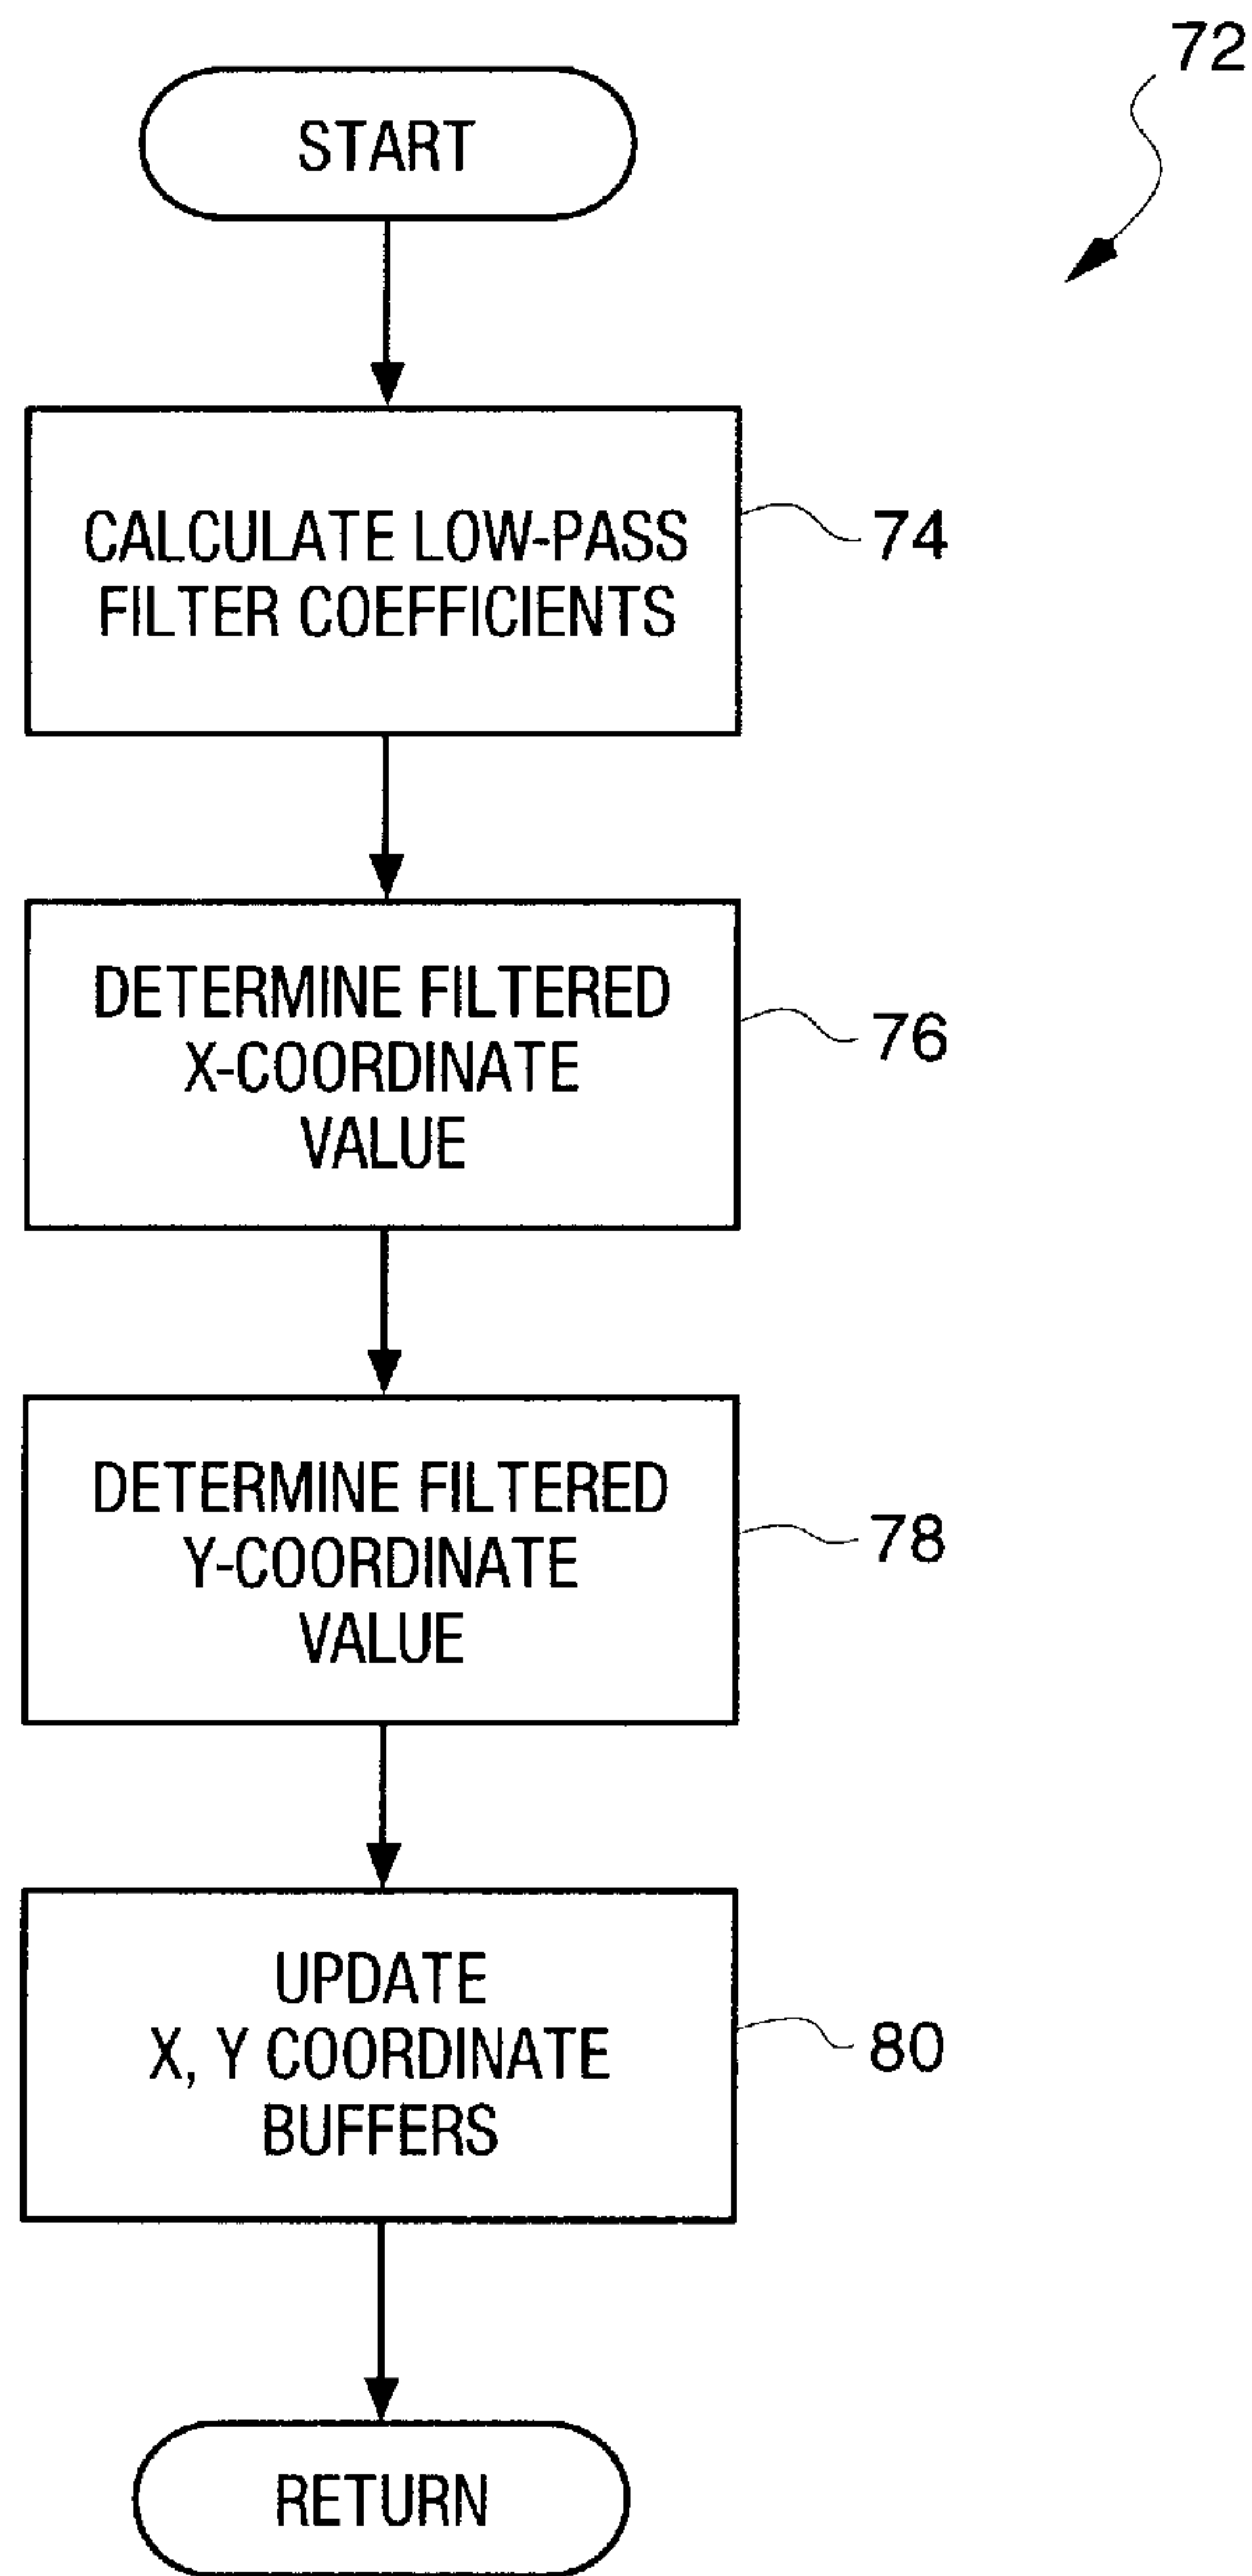 72
START
CALCULATE LOW-PASS
FILTER COEFFICIENTS
74
DETERMINE FILTERED
X-COORDINATE
VALUE
76
DETERMINE FILTERED
Y-COORDINATE
VALUE
78
UPDATE
X, Y COORDINATE
BUFFERS
80
RETURN